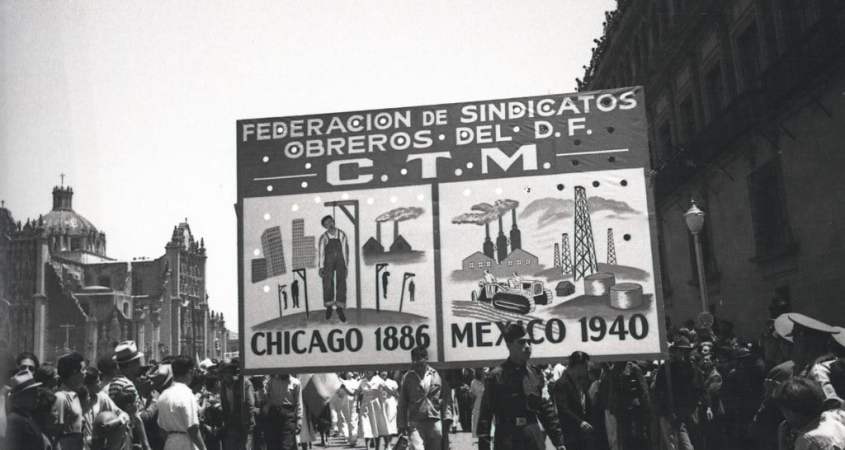 FEDERACION DE SINDICATOS
OBREROS · DEL · D.F.
C.T.M.
CHICAGO 1886
MEXICO 1940